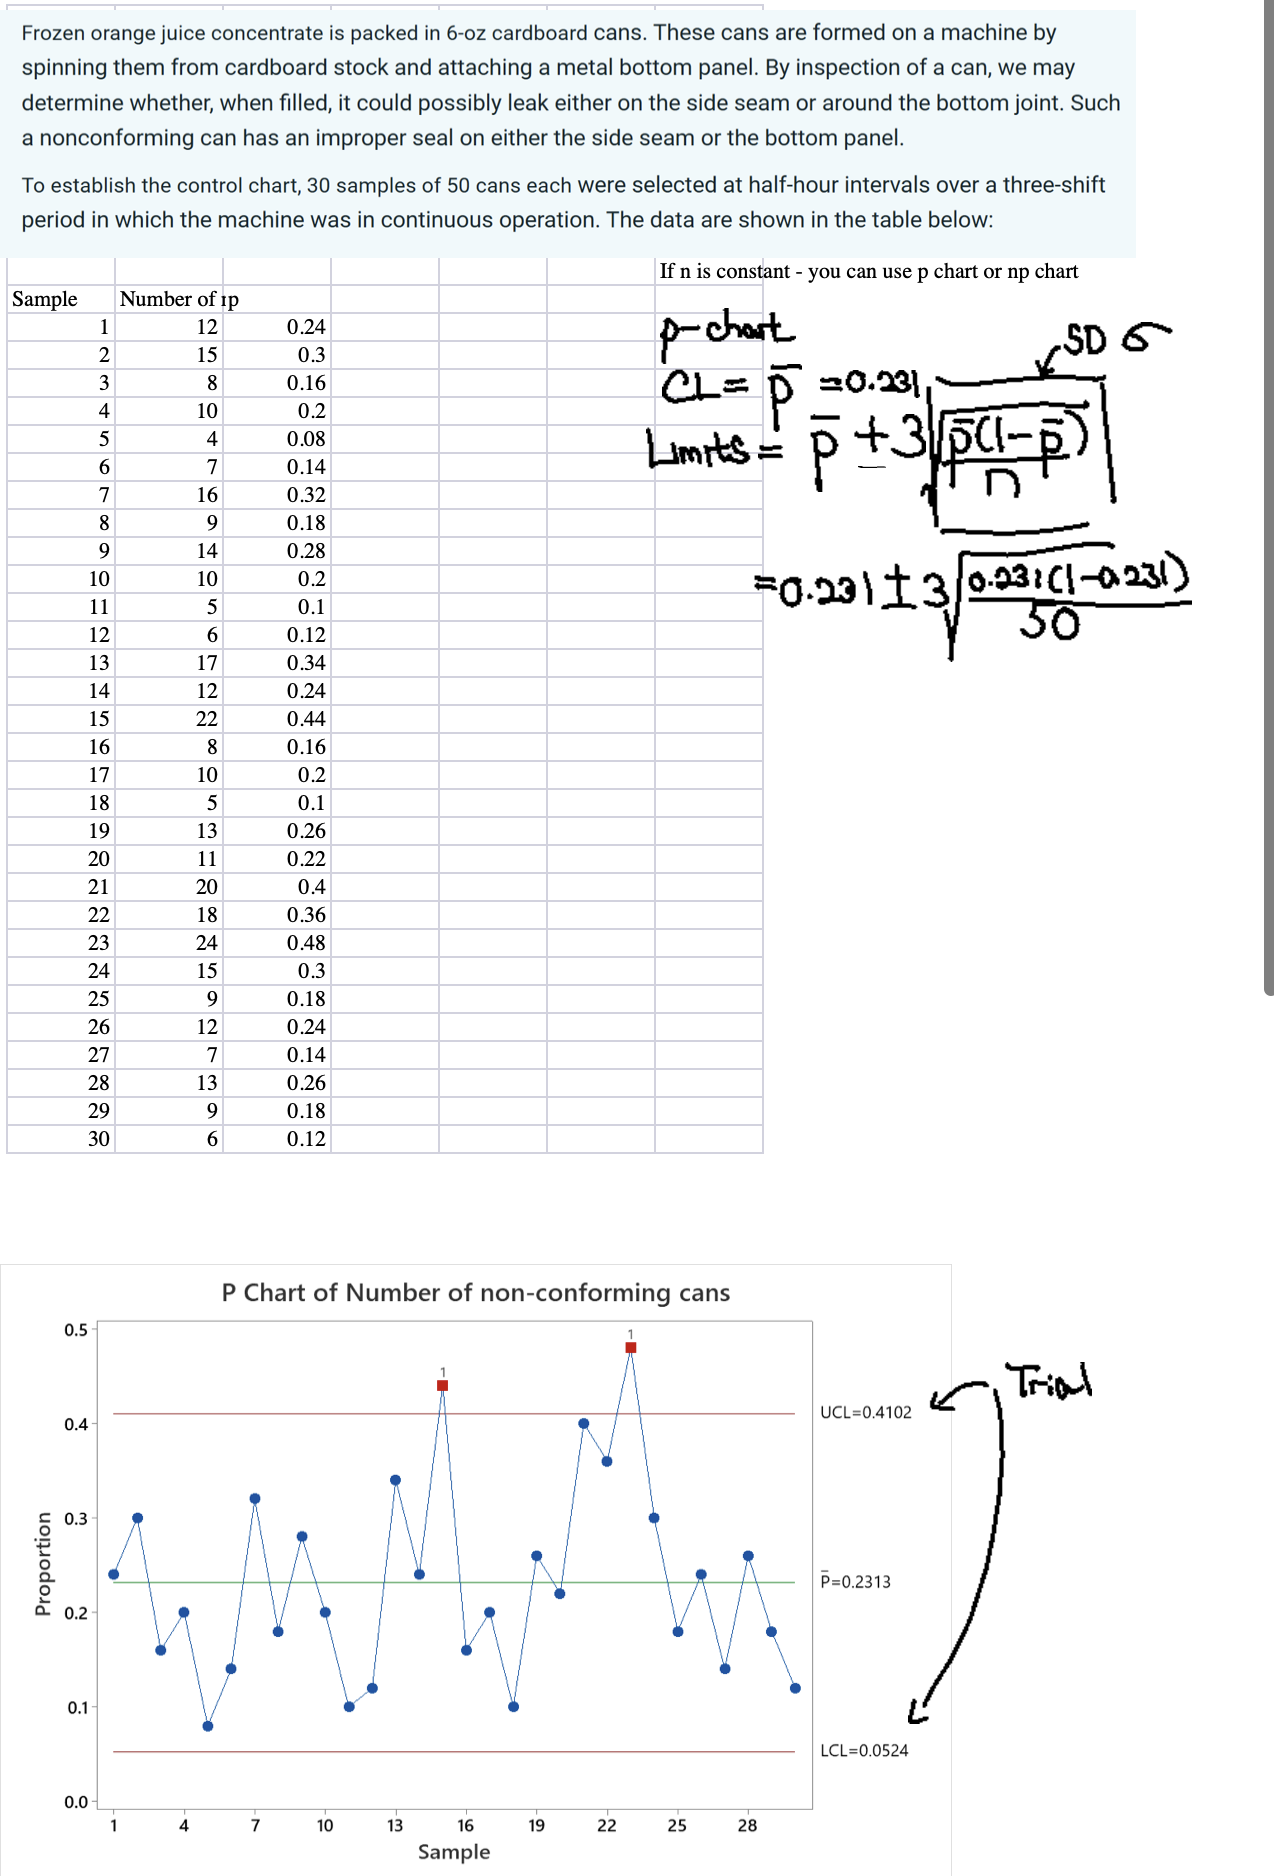 Frozen orange juice concentrate is packed in 6-oz cardboard cans. These cans are formed on a machine by
spinning them from cardboard stock and attaching a metal bottom panel. By inspection of a can, we may
determine whether, when filled, it could possibly leak either on the side seam or around the bottom joint. Such
a nonconforming can has an improper seal on either the side seam or the bottom panel.
To establish the control chart, 30 samples of 50 cans each were selected at half-hour intervals over a three-shift
period in which the machine was in continuous operation. The data are shown in the table below:
If n is constant - you can use p chart or np chart
Sample Number of p
1 12 0.24
2 15 0.3
3 8 0.16
4 10 0.2
5 4 0.08
6 7 0.14
7 16 0.32
8 9 0.18
9 14 0.28
10 10 0.2
11 5 0.1
12 6 0.12
13 17 0.34
14 12 0.24
15 22 0.44
16 8 0.16
17 10 0.2
18 5 0.1
19 13 0.26
20 11 0.22
21 20 0.4
22 18 0.36
23 24 0.48
24 15 0.3
25 9 0.18
26 12 0.24
27 7 0.14
28 13 0.26
29 9 0.18
30 6 0.12
p-chart
SD σ
CL = p̄ = 0.231
Limits = p̄ ± 3√(p̄(1-p̄)/n)
= 0.231 ± 3√(0.231(1-0.231)/50)
P Chart of Number of non-conforming cans
0.5
0.4
0.3
0.2
0.1
0.0
Proportion
1
1
UCL=0.4102
P̄=0.2313
LCL=0.0524
Trial
1 4 7 10 13 16 19 22 25 28
Sample